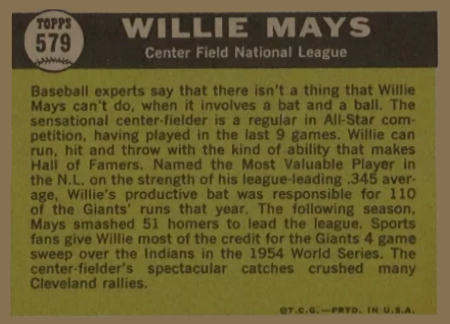 TOPPS
579
WILLIE MAYS
Center Field National League
Baseball experts say that there isn't a thing that Willie
Mays can't do, when it involves a bat and a ball. The
sensational center-fielder is a regular in All-Star com-
petition, having played in the last 9 games. Willie can
run, hit and throw with the kind of ability that makes
Hall of Famers. Named the Most Valuable Player in
the N.L. on the strength of his league-leading .345 aver-
age, Willie's productive bat was responsible for 110
of the Giants' runs that year. The following season,
Mays smashed 51 homers to lead the league. Sports
fans give Willie most of the credit for the Giants 4 game
sweep over the Indians in the 1954 World Series. The
center-fielder's spectacular catches crushed many
Cleveland rallies.
©T.C.G.—PRTD. IN U.S.A.